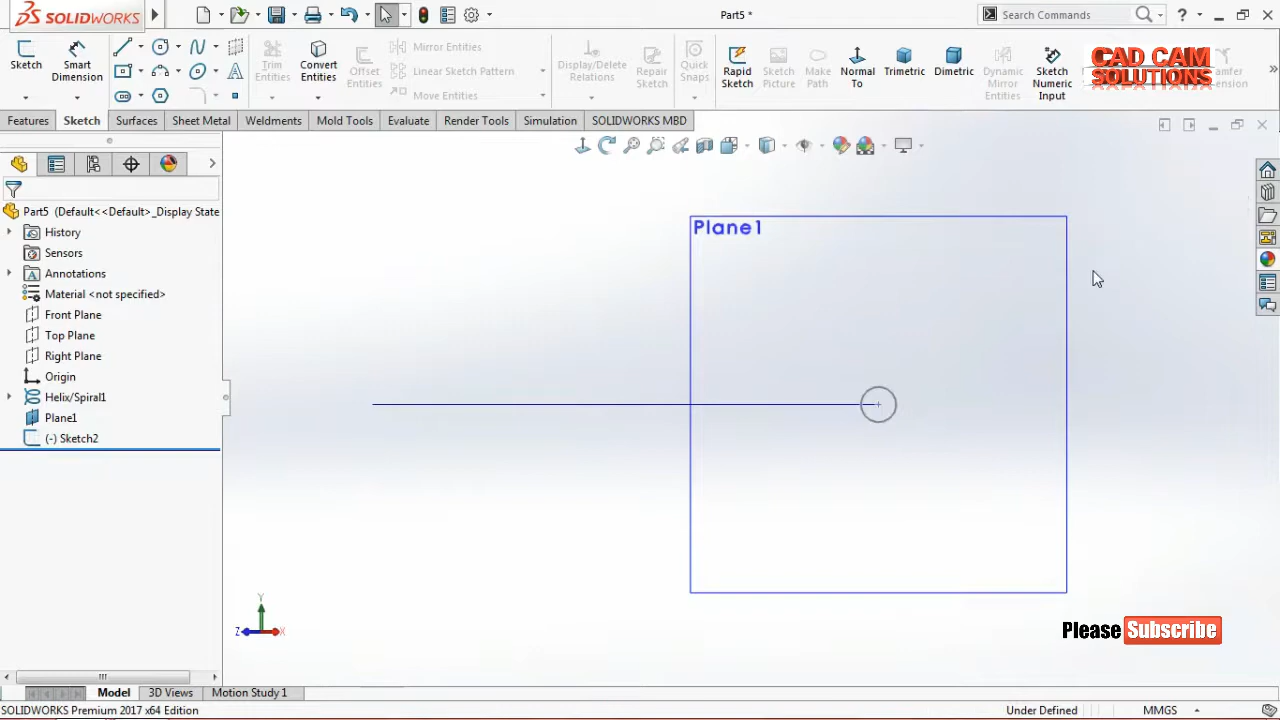 SOLIDWORKS
Part5 *
Search Commands
Sketch
Smart Dimension
Trim Entities
Convert Entities
Offset Entities
Mirror Entities
Linear Sketch Pattern
Move Entities
Display/Delete Relations
Repair Sketch
Quick Snaps
Rapid Sketch
Sketch Picture
Make Path
Normal To
Trimetric
Dimetric
Dynamic Mirror Entities
Sketch Numeric Input
CAD CAM
SOLUTIONS
Features
Sketch
Surfaces
Sheet Metal
Weldments
Mold Tools
Evaluate
Render Tools
Simulation
SOLIDWORKS MBD
Part5 (Default<<Default>_Display State
History
Sensors
Annotations
Material <not specified>
Front Plane
Top Plane
Right Plane
Origin
Helix/Spiral1
Plane1
(-) Sketch2
Plane1
Y
Z
X
Please Subscribe
Model
3D Views
Motion Study 1
SOLIDWORKS Premium 2017 x64 Edition
Under Defined
MMGS